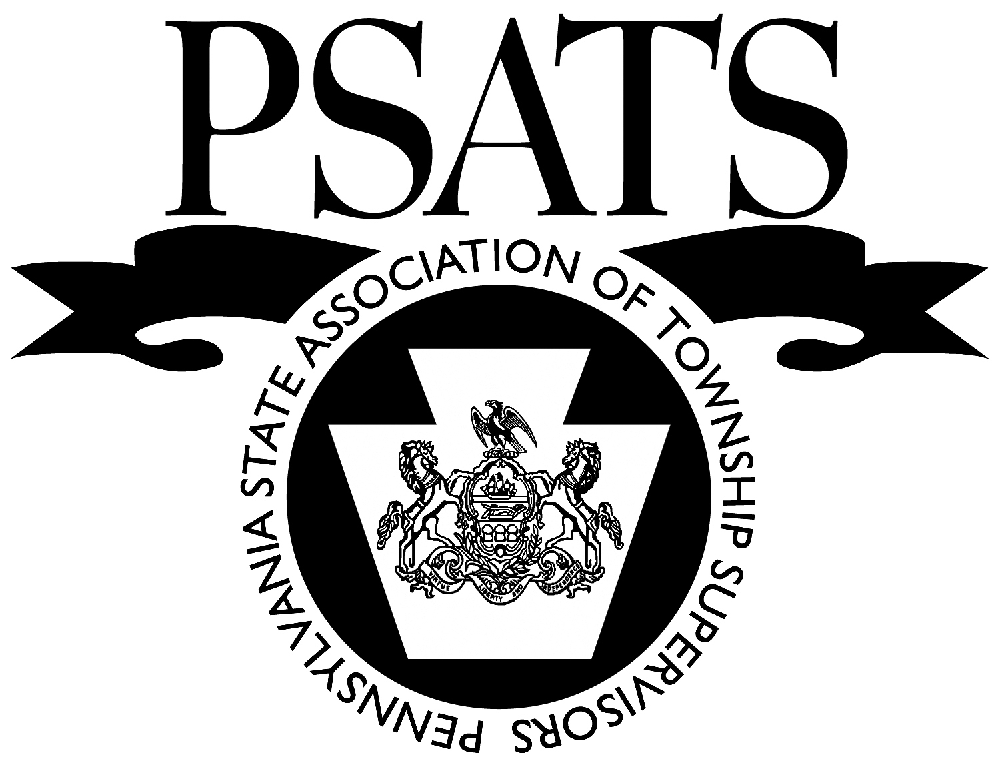 PSATS
PENNSYLVANIA STATE ASSOCIATION OF TOWNSHIP SUPERVISORS
VIRTUE LIBERTY AND INDEPENDENCE